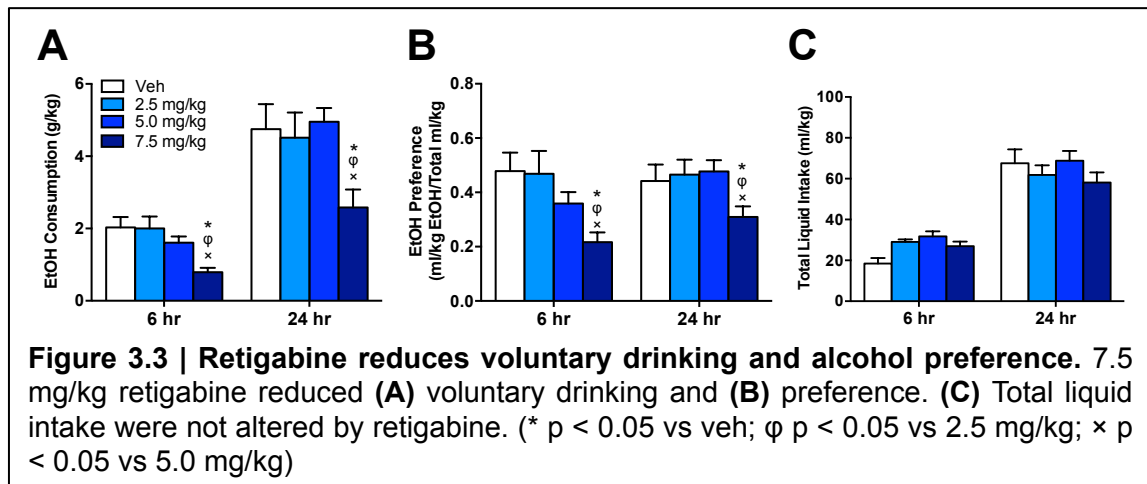 A
B
C
EtOH Consumption (g/kg)
6
4
2
0
Veh
2.5 mg/kg
5.0 mg/kg
7.5 mg/kg
*
φ
×
*
φ
×
6 hr
24 hr
EtOH Preference
(ml/kg EtOH/Total ml/kg)
0.8
0.6
0.4
0.2
0.0
*
φ
×
*
φ
×
6 hr
24 hr
Total Liquid Intake (ml/kg)
100
80
60
40
20
0
6 hr
24 hr
Figure 3.3 | Retigabine reduces voluntary drinking and alcohol preference. 7.5
mg/kg retigabine reduced (A) voluntary drinking and (B) preference. (C) Total liquid
intake were not altered by retigabine. (* p < 0.05 vs veh; φ p < 0.05 vs 2.5 mg/kg; × p
< 0.05 vs 5.0 mg/kg)